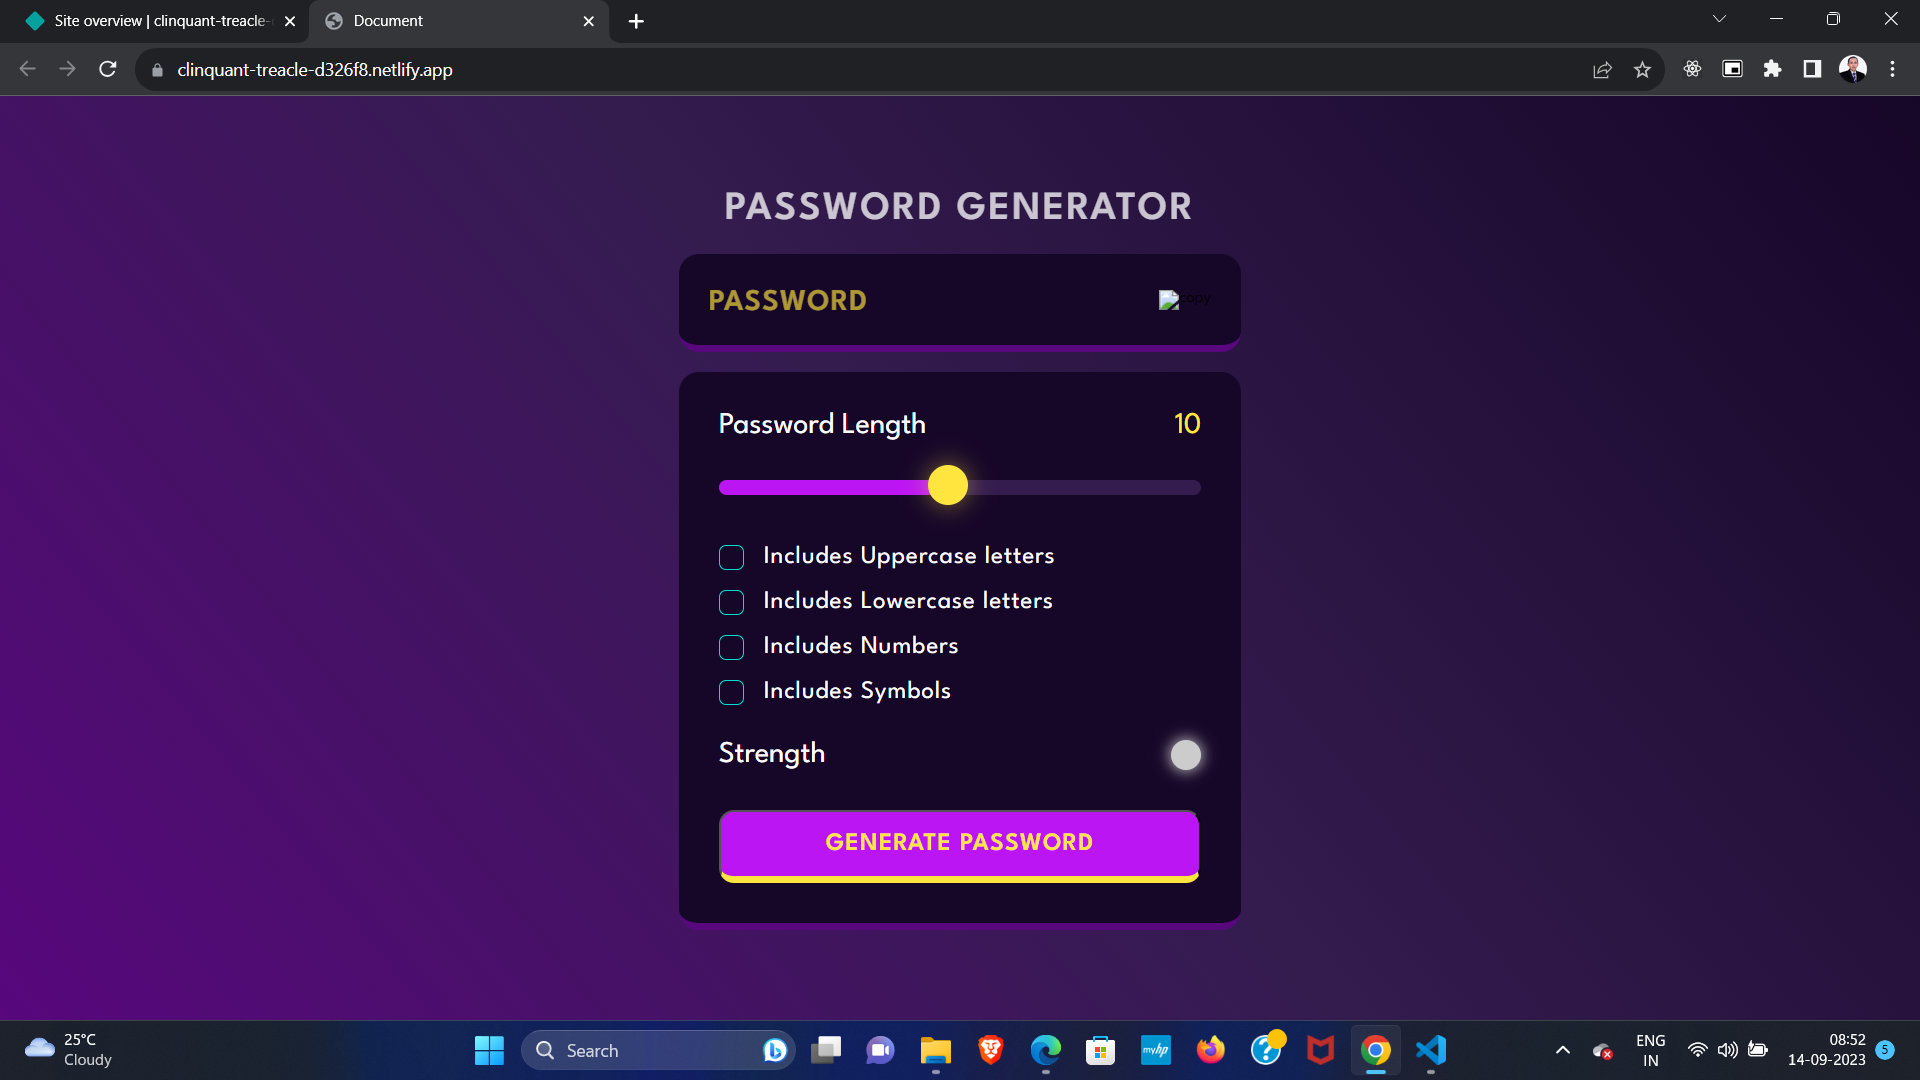 Site overview | clinquant-treacle-
Document
clinquant-treacle-d326f8.netlify.app
PASSWORD GENERATOR
PASSWORD
copy
Password Length
10
Includes Uppercase letters
Includes Lowercase letters
Includes Numbers
Includes Symbols
Strength
GENERATE PASSWORD
25°C
Cloudy
Search
myhp
ENG
IN
08:52
14-09-2023
5